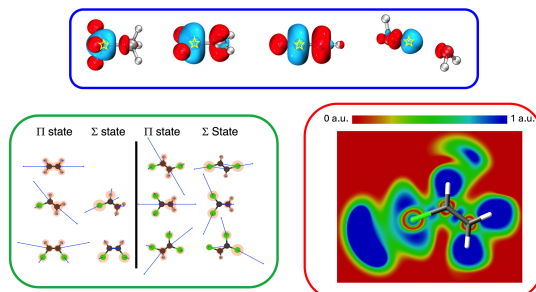 Π state Σ state Π state Σ State
0 a.u. 1 a.u.